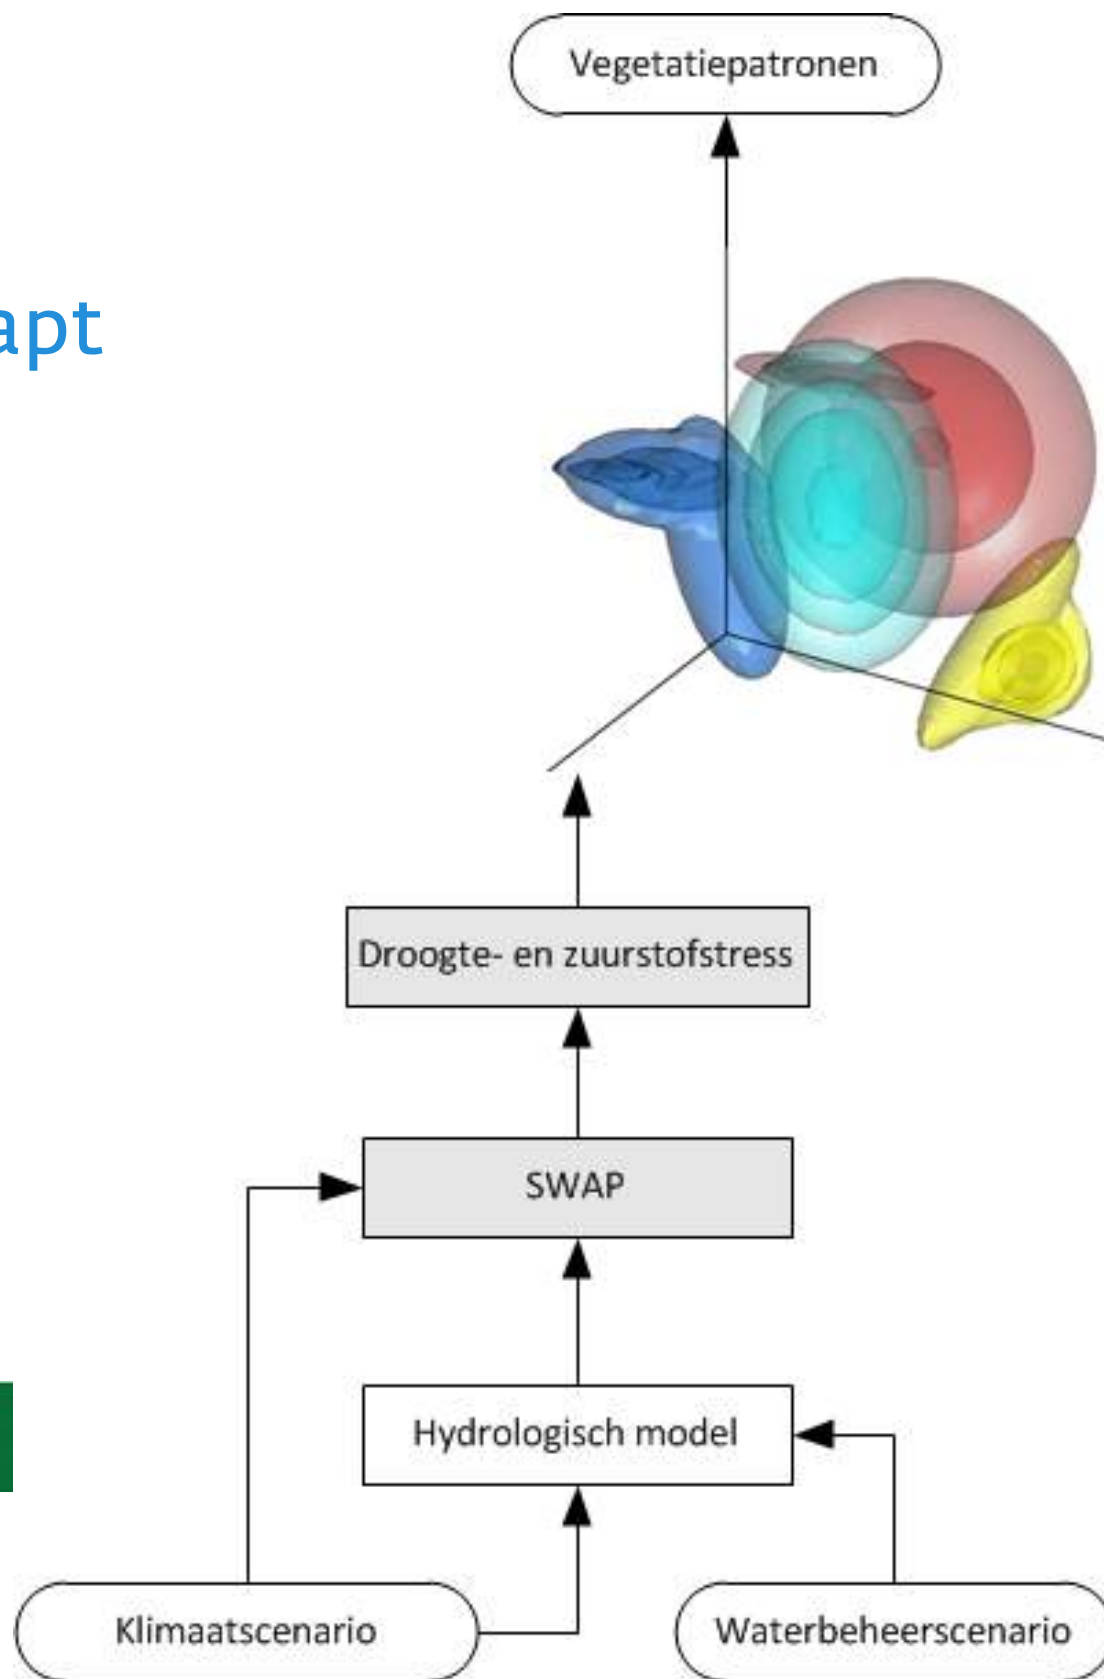 Vegetatiepatronen
apt
Droogte- en zuurstofstress
SWAP
Hydrologisch model
Klimaatscenario
Waterbeheerscenario